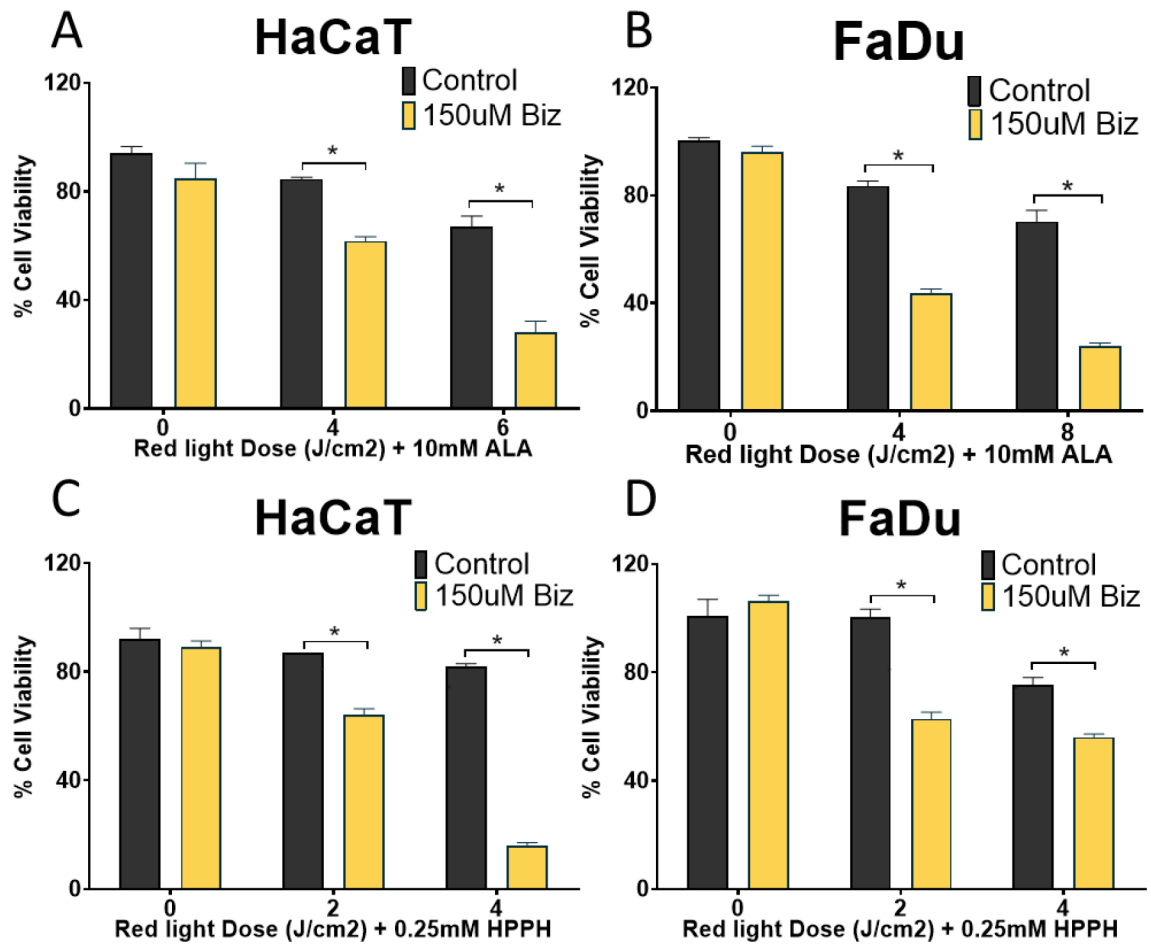 A
HaCaT
Control
150uM Biz
% Cell Viability
120
80
40
0
*
*
0
4
6
Red light Dose (J/cm2) + 10mM ALA
B
FaDu
Control
150uM Biz
% Cell Viability
120
80
40
0
*
*
0
4
8
Red light Dose (J/cm2) + 10mM ALA
C
HaCaT
Control
150uM Biz
% Cell Viability
120
80
40
0
*
*
0
2
4
Red light Dose (J/cm2) + 0.25mM HPPH
D
FaDu
Control
150uM Biz
% Cell Viability
120
80
40
0
*
*
0
2
4
Red light Dose (J/cm2) + 0.25mM HPPH